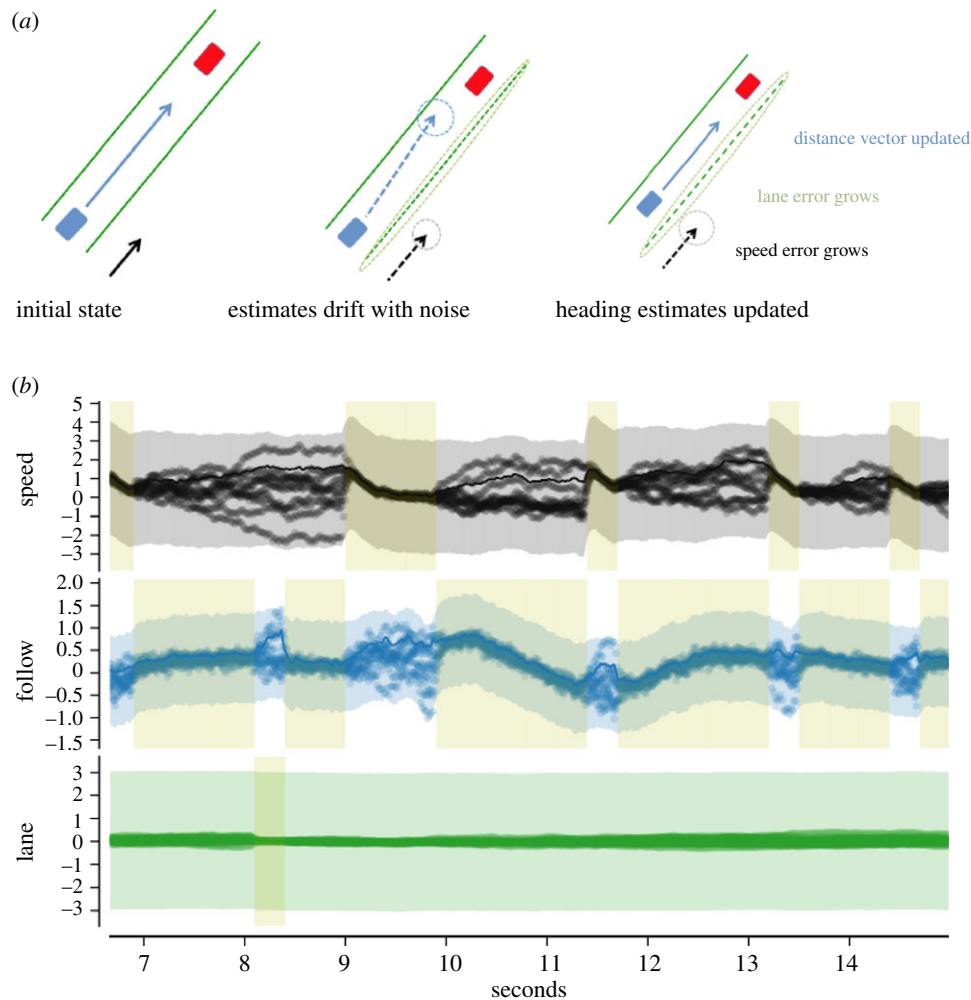 (a)
distance vector updated
lane error grows
speed error grows
initial state
estimates drift with noise
heading estimates updated
(b)
5
4
3
2
1
0
−1
−2
−3
speed
2.0
1.5
1.0
0.5
0
−0.5
−1.0
−1.5
follow
3
2
1
0
−1
−2
−3
lane
7 8 9 10 11 12 13 14
seconds